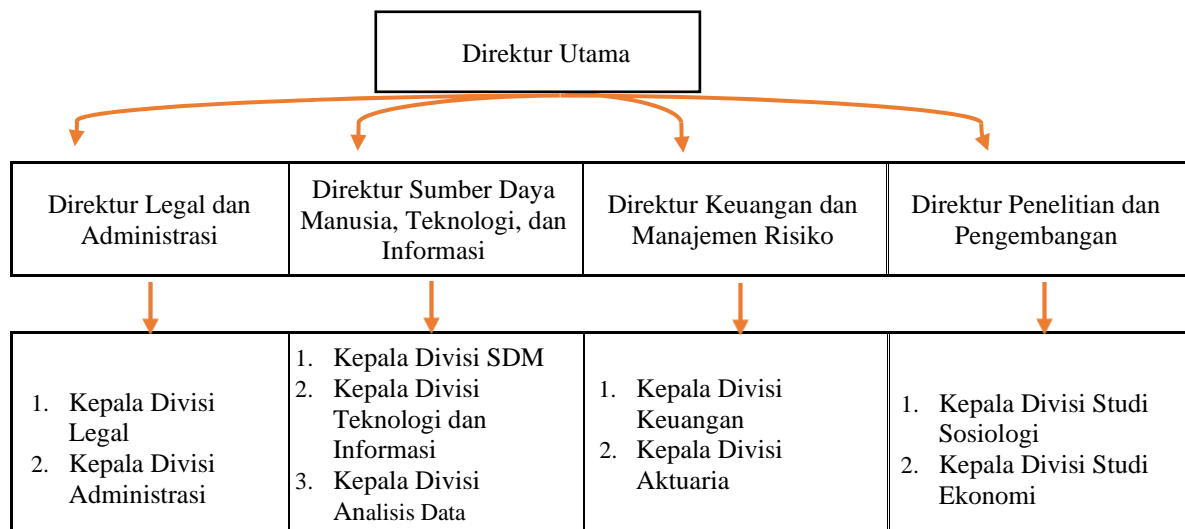 Direktur Utama
Direktur Legal dan
Administrasi
Direktur Sumber Daya
Manusia, Teknologi, dan
Informasi
Direktur Keuangan dan
Manajemen Risiko
Direktur Penelitian dan
Pengembangan
1. Kepala Divisi
Legal
2. Kepala Divisi
Administrasi
1. Kepala Divisi SDM
2. Kepala Divisi
Teknologi dan
Informasi
3. Kepala Divisi
Analisis Data
1. Kepala Divisi
Keuangan
2. Kepala Divisi
Aktuaria
1. Kepala Divisi Studi
Sosiologi
2. Kepala Divisi Studi
Ekonomi